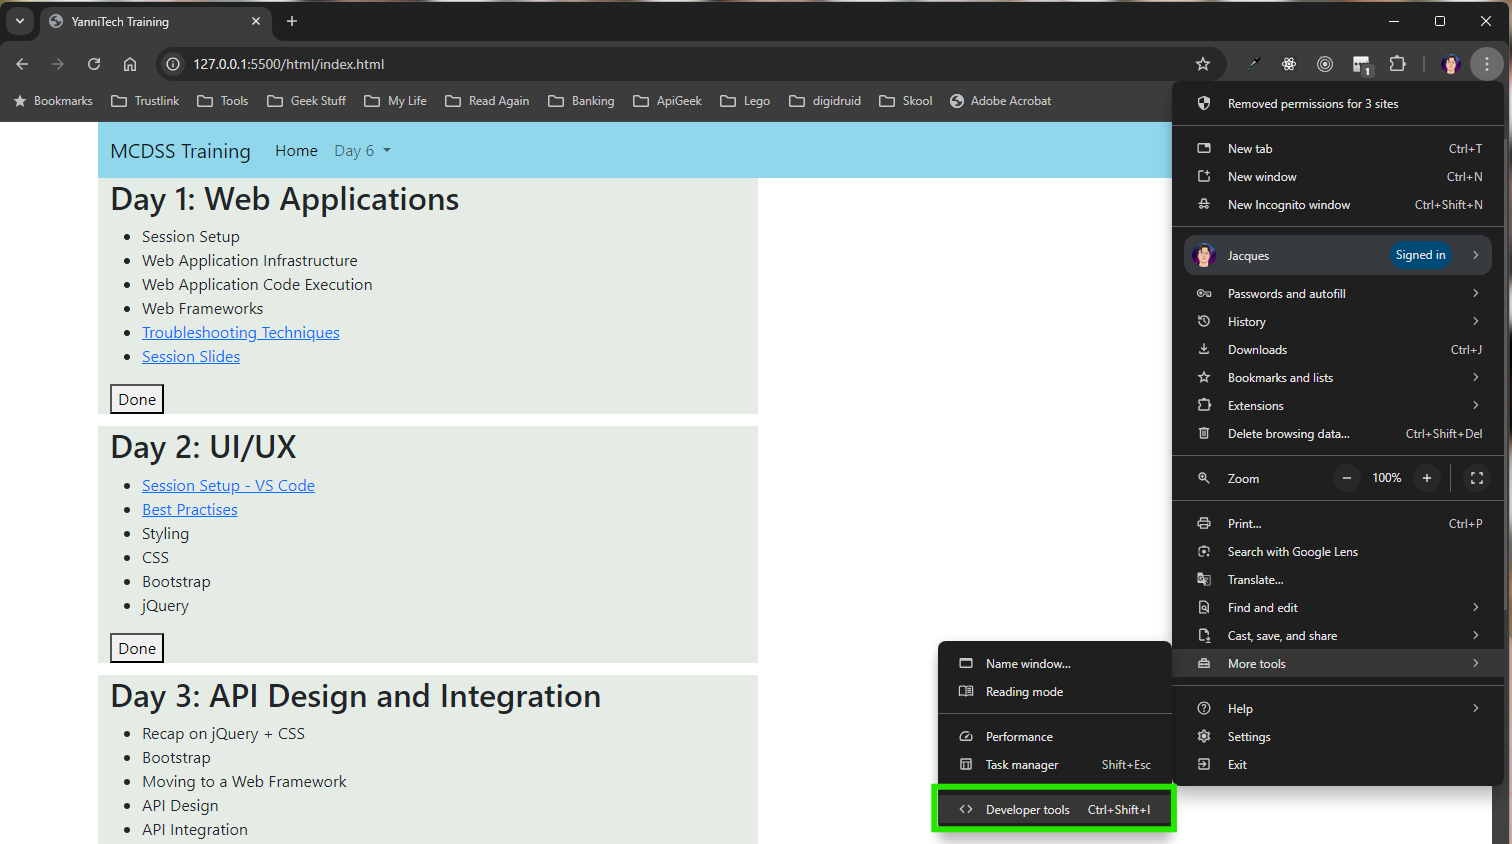 YanniTech Training
127.0.0.1:5500/html/index.html
1
Bookmarks Trustlink Tools Geek Stuff My Life Read Again Banking ApiGeek Lego digidruid Skool Adobe Acrobat
MCDSS Training Home Day 6
Day 1: Web Applications
Session Setup
Web Application Infrastructure
Web Application Code Execution
Web Frameworks
Troubleshooting Techniques
Session Slides
Done
Day 2: UI/UX
Session Setup - VS Code
Best Practises
Styling
CSS
Bootstrap
jQuery
Done
Day 3: API Design and Integration
Recap on jQuery + CSS
Bootstrap
Moving to a Web Framework
API Design
API Integration
Removed permissions for 3 sites
New tab Ctrl+T
New window Ctrl+N
New Incognito window Ctrl+Shift+N
Jacques Signed in
Passwords and autofill
History
Downloads Ctrl+J
Bookmarks and lists
Extensions
Delete browsing data... Ctrl+Shift+Del
Zoom 100%
Print... Ctrl+P
Search with Google Lens
Translate...
Find and edit
Cast, save, and share
More tools
Help
Settings
Exit
Name window...
Reading mode
Performance
Task manager Shift+Esc
Developer tools Ctrl+Shift+I